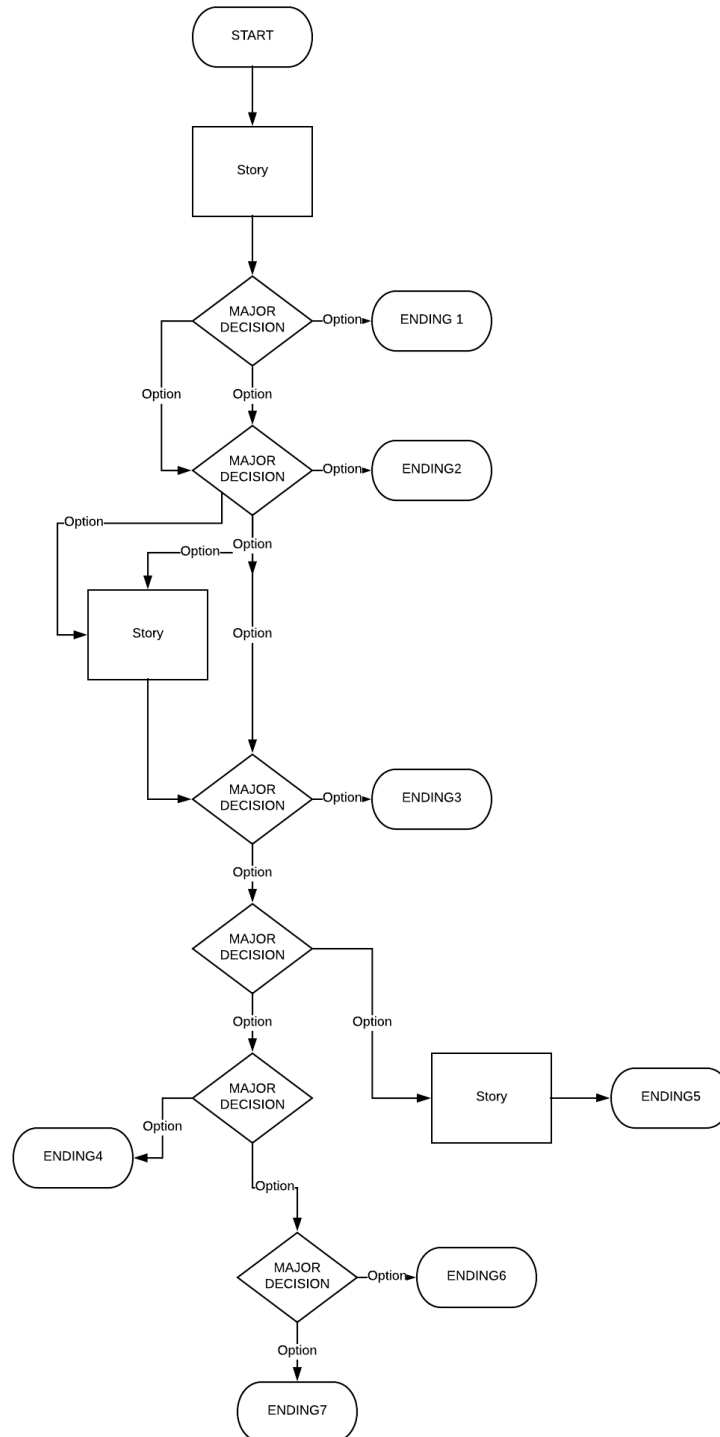 START
Story
MAJOR
DECISION
Option
ENDING 1
Option
Option
MAJOR
DECISION
Option
ENDING2
Option
Option
Option
Story
Option
MAJOR
DECISION
Option
ENDING3
Option
MAJOR
DECISION
Option
Option
MAJOR
DECISION
Story
ENDING5
Option
ENDING4
Option
MAJOR
DECISION
Option
ENDING6
Option
ENDING7